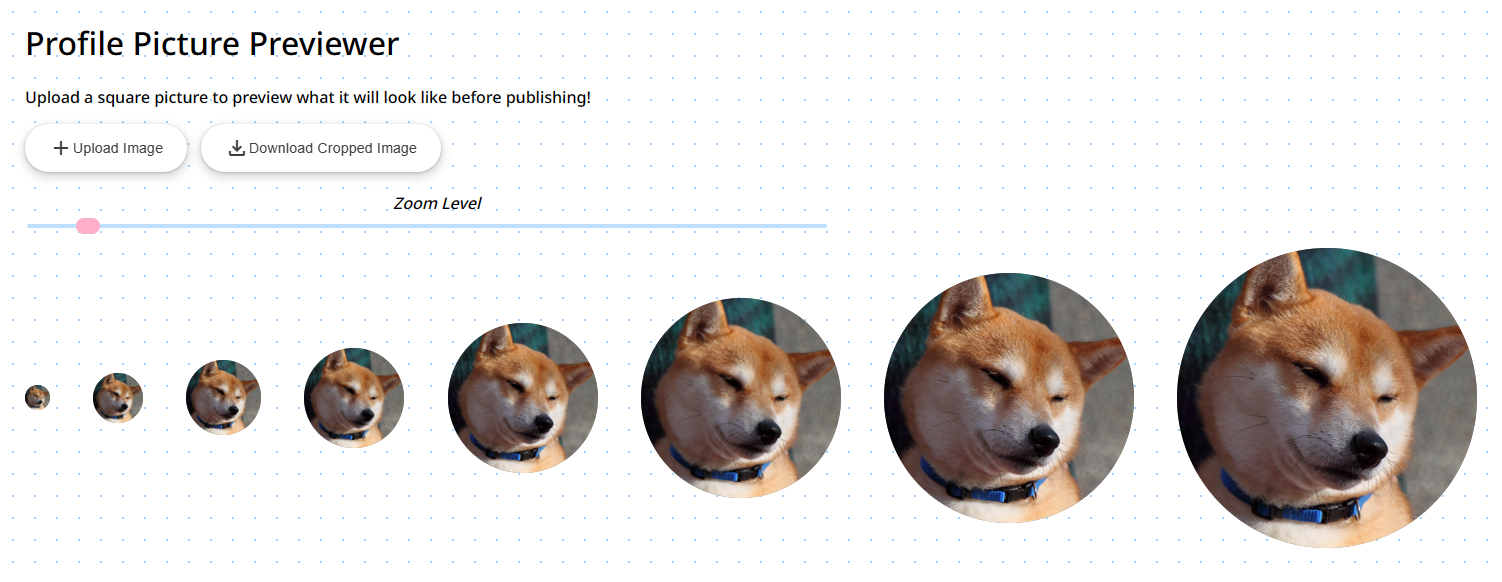 Profile Picture Previewer
Upload a square picture to preview what it will look like before publishing!
Upload Image
Download Cropped Image
Zoom Level